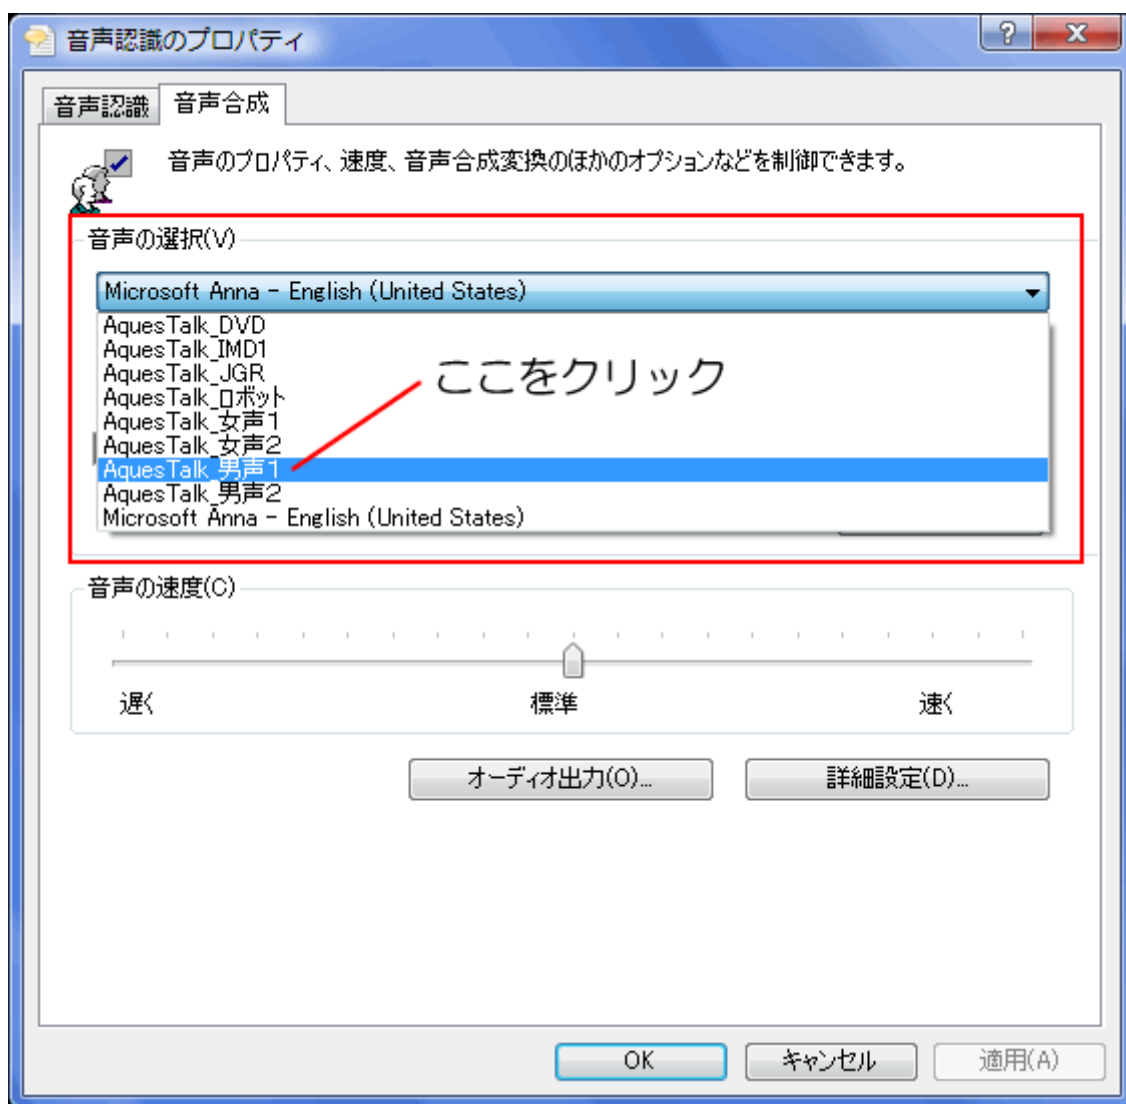 音声認識のプロパティ
? X
音声認識 音声合成
音声のプロパティ、速度、音声合成変換のほかのオプションなどを制御できます。
音声の選択(V)
Microsoft Anna - English (United States)
AquesTalk_DVD
AquesTalk_IMD1
AquesTalk_JGR
AquesTalk_ロボット
AquesTalk_女声1
AquesTalk_女声2
AquesTalk_男声1
AquesTalk_男声2
Microsoft Anna - English (United States)
ここをクリック
音声の速度(C)
遅く 標準 速く
オーディオ出力(O)... 詳細設定(D)...
OK キャンセル 適用(A)